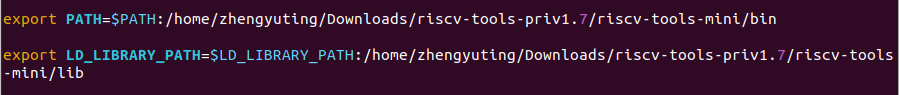 export PATH=$PATH:/home/zhengyuting/Downloads/riscv-tools-priv1.7/riscv-tools-mini/bin
export LD_LIBRARY_PATH=$LD_LIBRARY_PATH:/home/zhengyuting/Downloads/riscv-tools-priv1.7/riscv-tools
-mini/lib